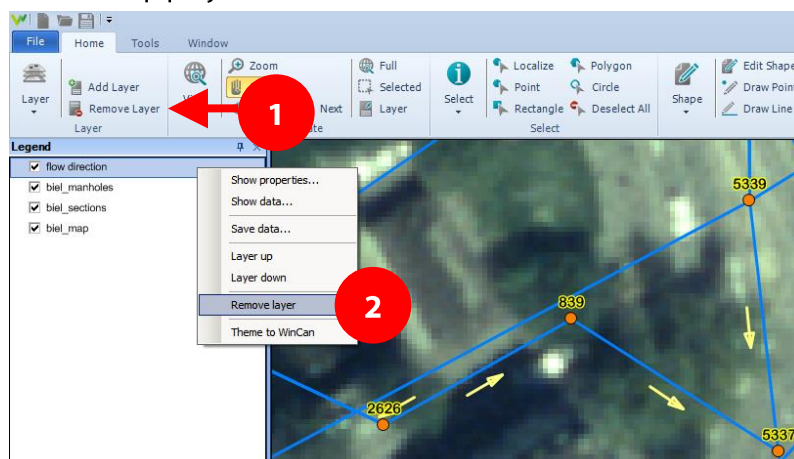 File Home Tools Window
Layer
Add Layer
Remove Layer
Layer
Zoom
Next
Full
Selected
Layer
Select
Localize
Point
Rectangle
Polygon
Circle
Deselect All
Select
Shape
Edit Shape
Draw Point
Draw Line
1
Legend
flow direction
biel_manholes
biel_sections
biel_map
Show properties...
Show data...
Save data...
Layer up
Layer down
Remove layer
Theme to WinCan
2
5339
839
2626
5337